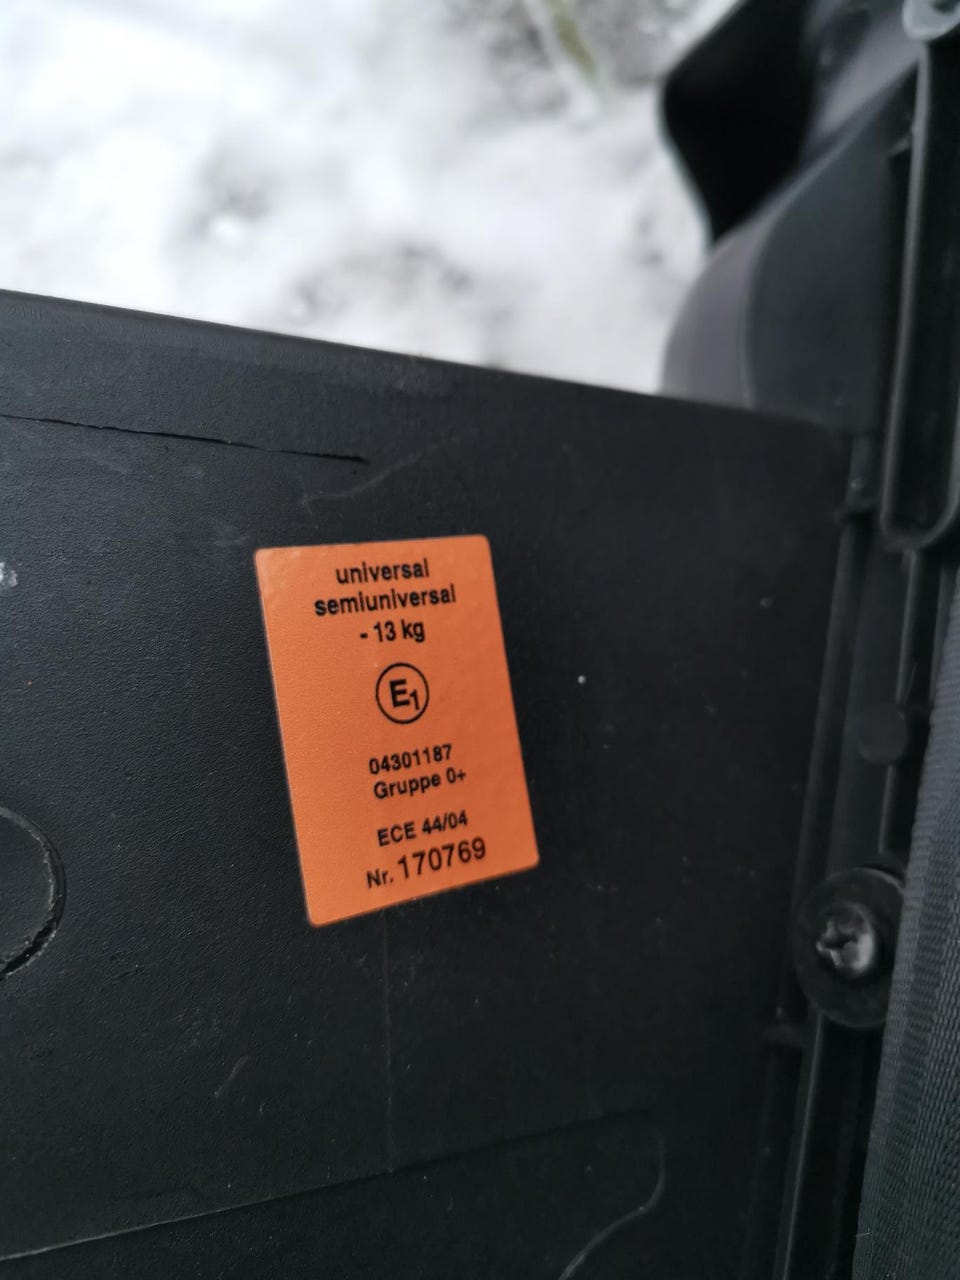 universal
semiuniversal
- 13 kg
E1
04301187
Gruppe 0+
ECE 44/04
Nr. 170769